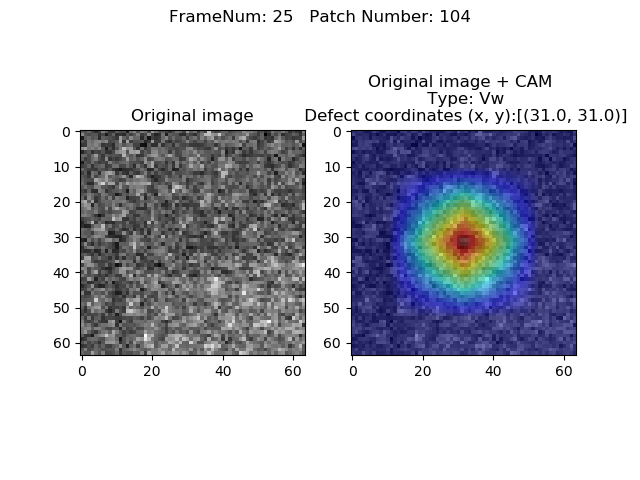 FrameNum: 25   Patch Number: 104
Original image
Original image + CAM
Type: Vw
Defect coordinates (x, y):[(31.0, 31.0)]
0
10
20
30
40
50
60
0 20 40 60
0
10
20
30
40
50
60
0 20 40 60